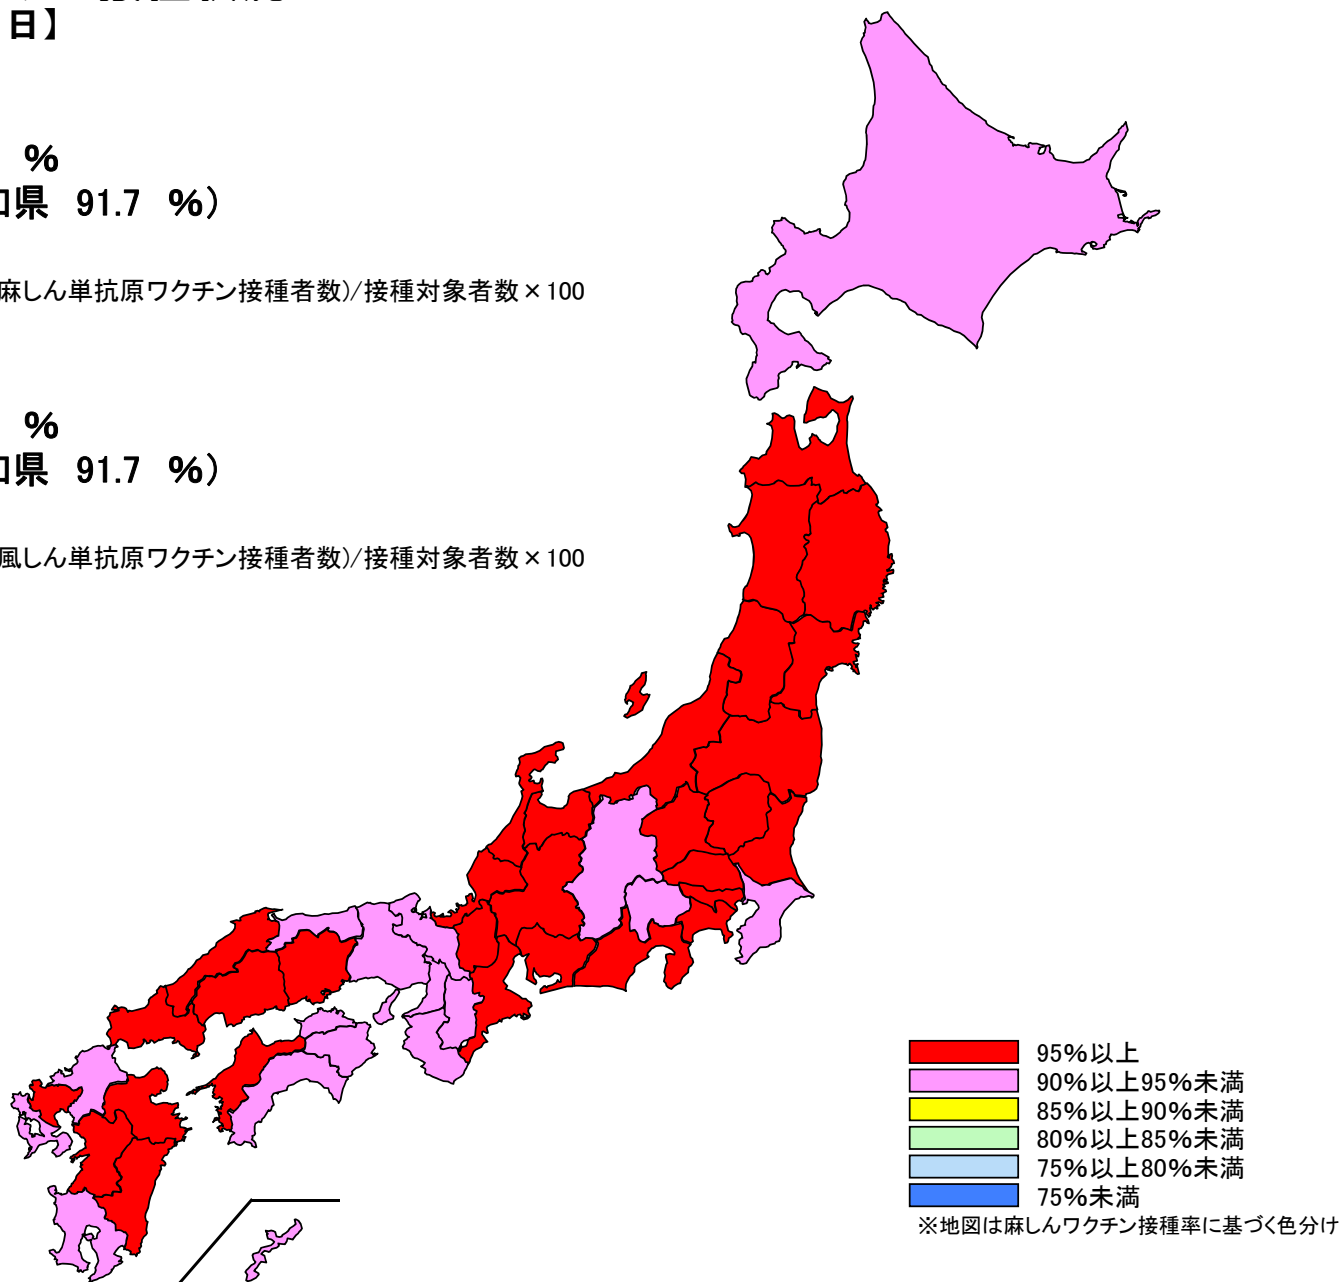 日】
%
口県 91.7 %)
麻しん単抗原ワクチン接種者数)/接種対象者数×100
%
口県 91.7 %)
風しん単抗原ワクチン接種者数)/接種対象者数×100
95%以上
90%以上95%未満
85%以上90%未満
80%以上85%未満
75%以上80%未満
75%未満
※地図は麻しんワクチン接種率に基づく色分け